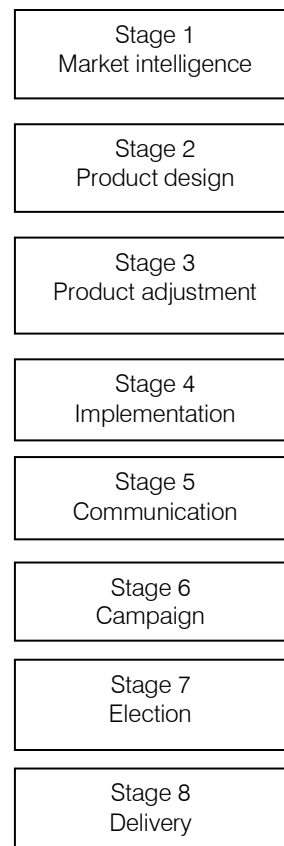 Stage 1
Market intelligence
Stage 2
Product design
Stage 3
Product adjustment
Stage 4
Implementation
Stage 5
Communication
Stage 6
Campaign
Stage 7
Election
Stage 8
Delivery